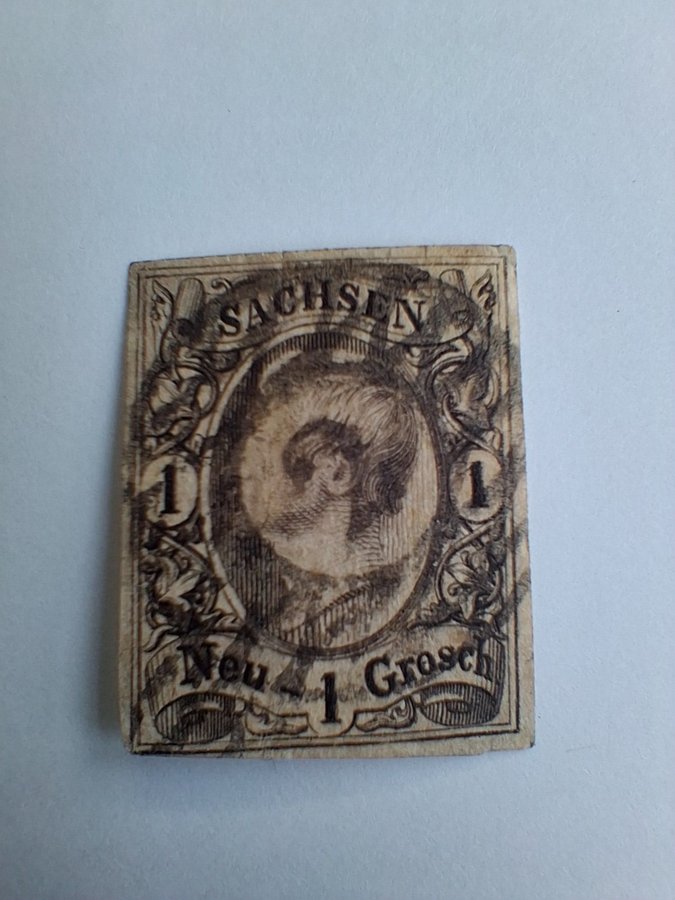 SACHSEN
1 1
Neu - Grosch
1